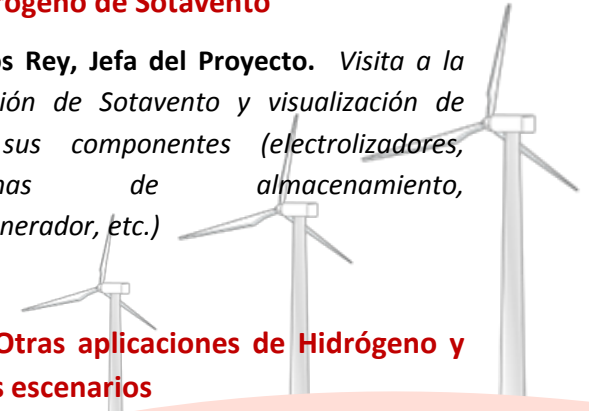 rógeno de Sotavento
os Rey, Jefa del Proyecto. Visita a la
ión de Sotavento y visualización de
sus componentes (electrolizadores,
nas de almacenamiento,
nerador, etc.)
Otras aplicaciones de Hidrógeno y
s escenarios